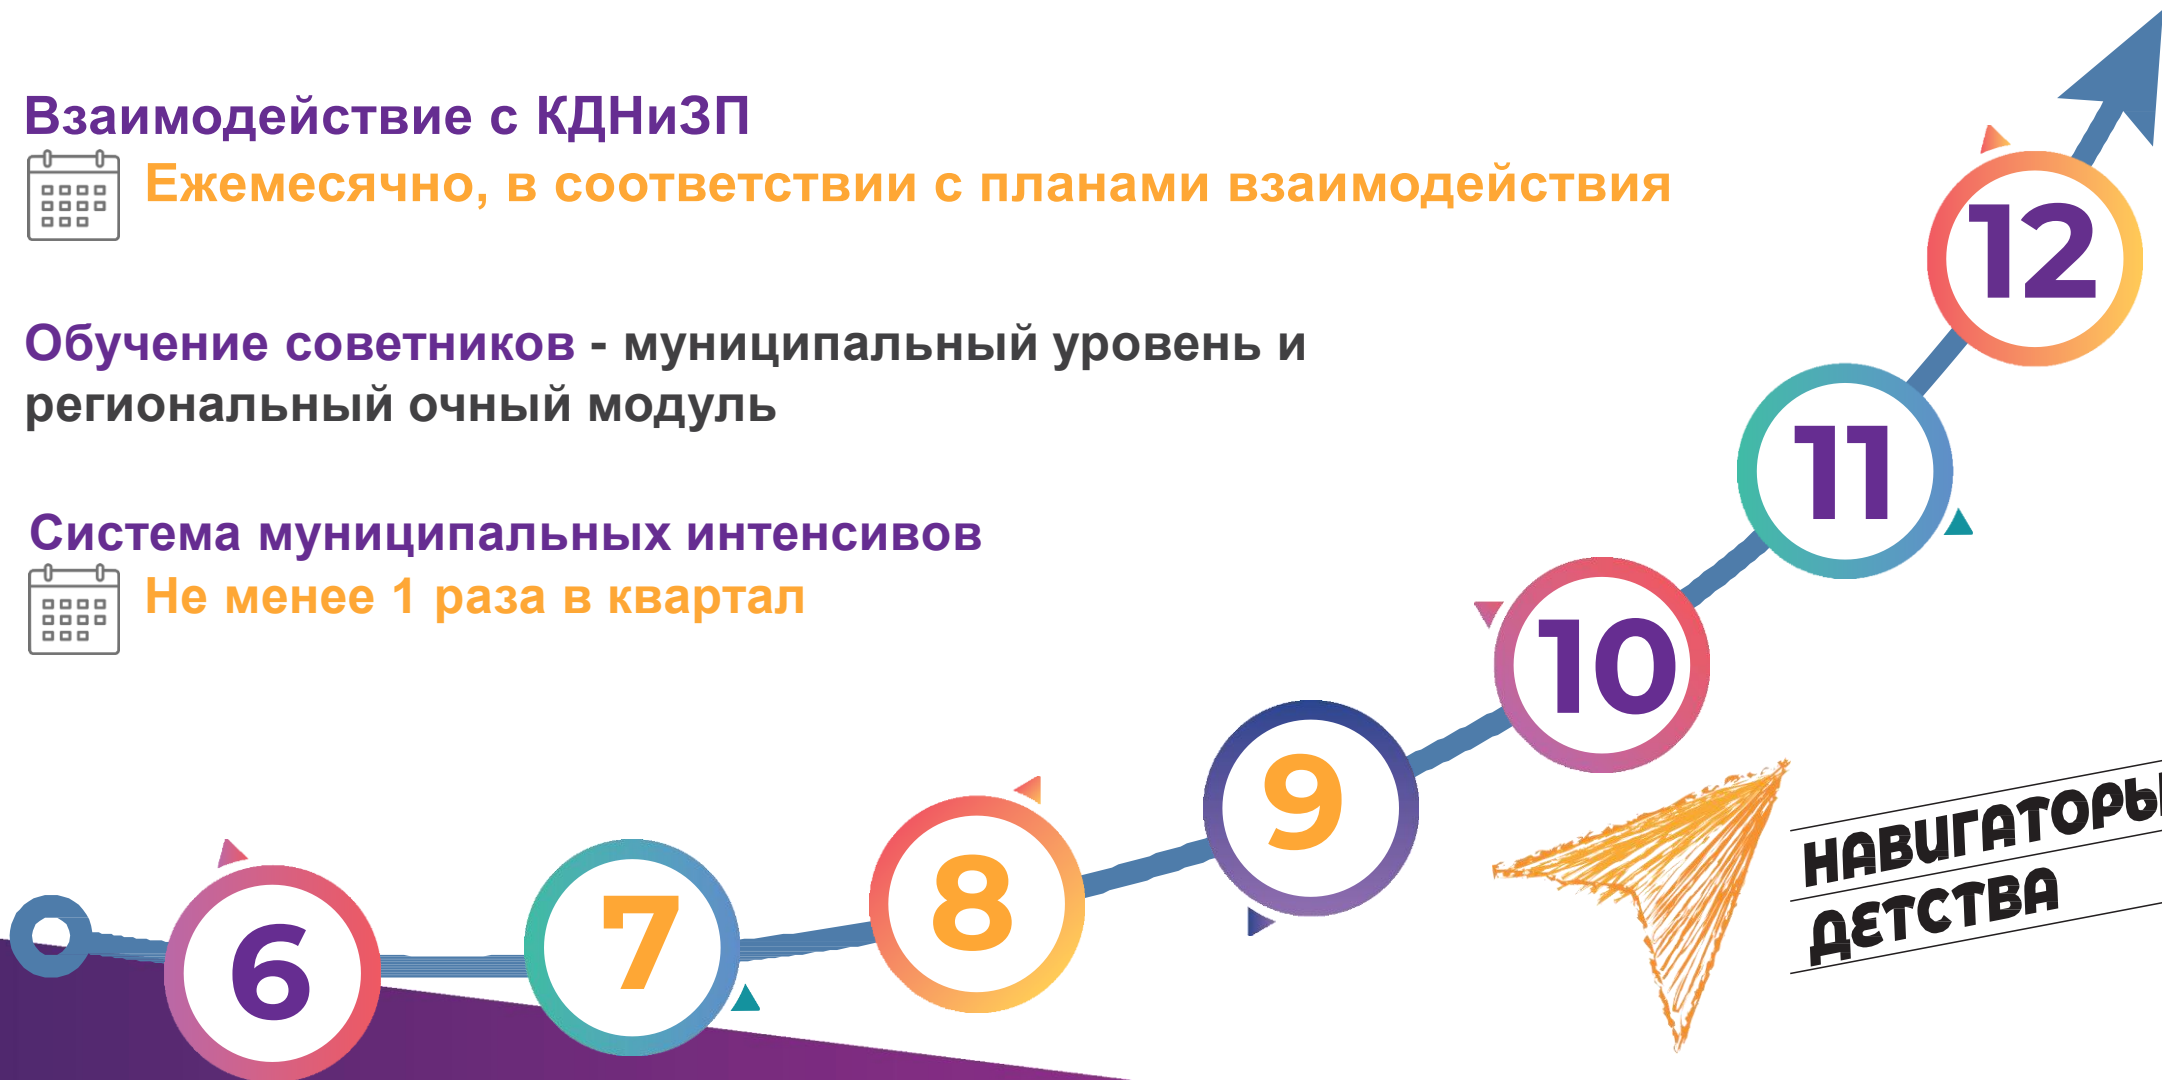 Взаимодействие с КДНиЗП
Ежемесячно, в соответствии с планами взаимодействия
Обучение советников - муниципальный уровень и
региональный очный модуль
Система муниципальных интенсивов
Не менее 1 раза в квартал
6
7
8
9
10
11
12
НАВИГАТОРЫ
ДЕТСТВА